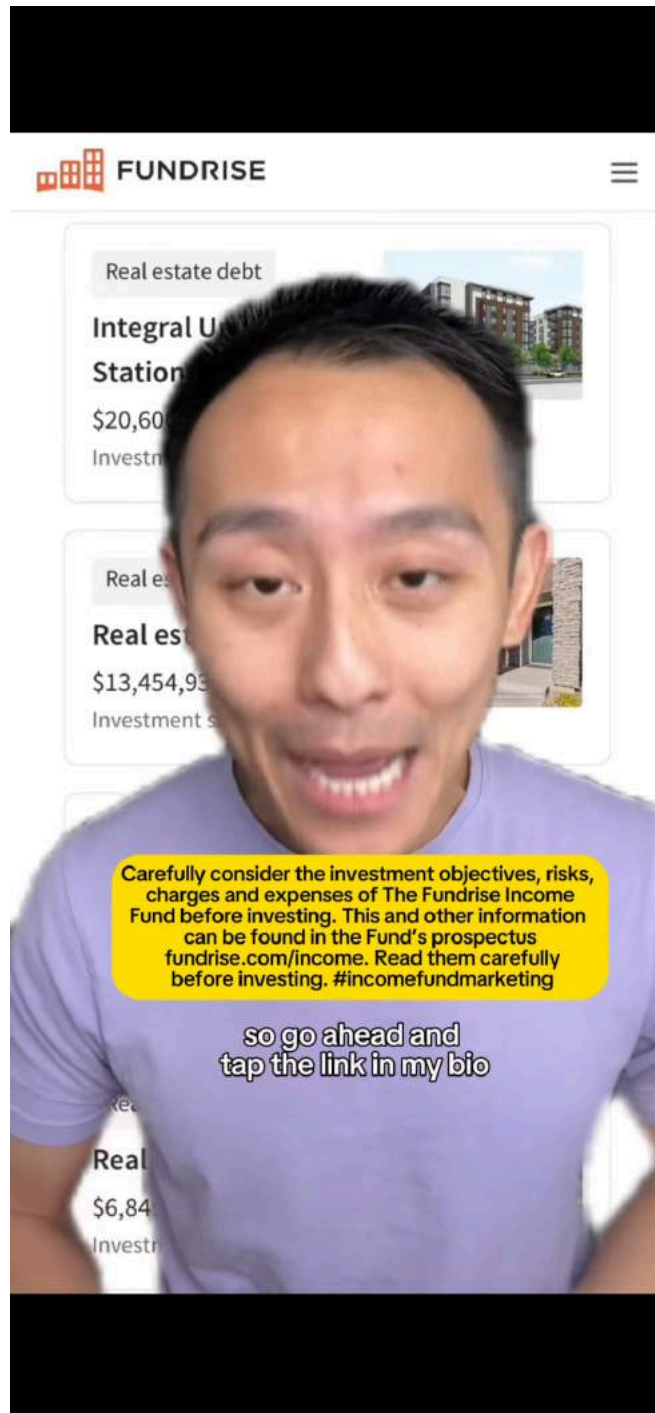 FUNDRISE
Real estate debt
Integral U
Station
$20,60
Investm
Real es
Real est
$13,454,93
Investment s
Carefully consider the investment objectives, risks,
charges and expenses of The Fundrise Income
Fund before investing. This and other information
can be found in the Fund's prospectus
fundrise.com/income. Read them carefully
before investing. #incomefundmarketing
so go ahead and
tap the link in my bio
Rea
Real
$6,84
Invest